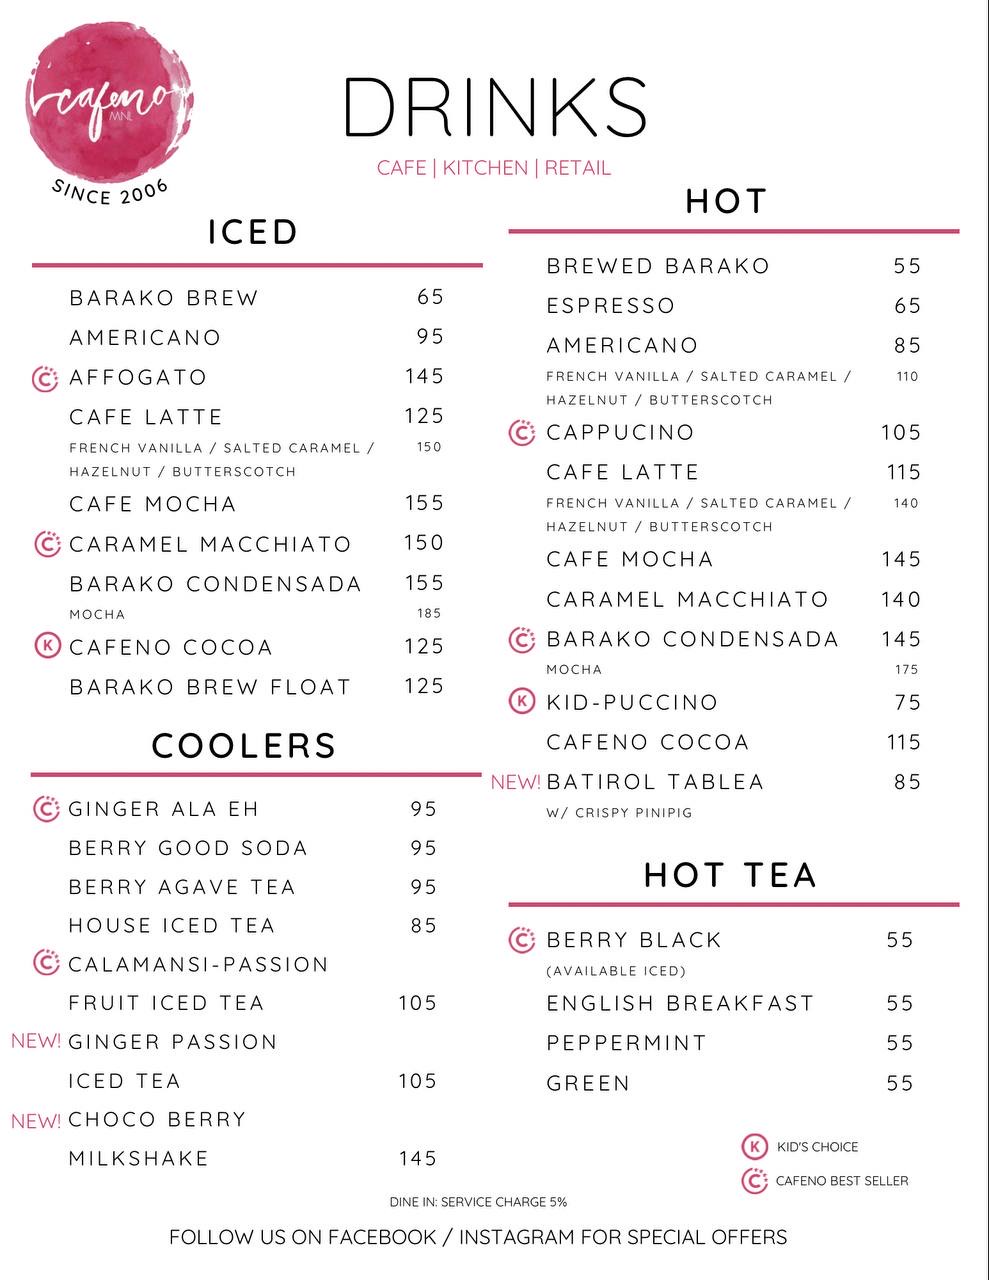 cafeno
MNL
SINCE 2006
DRINKS
CAFE | KITCHEN | RETAIL
ICED
BARAKO BREW 65
AMERICANO 95
C AFFOGATO 145
CAFE LATTE 125
FRENCH VANILLA / SALTED CARAMEL / 150
HAZELNUT / BUTTERSCOTCH
CAFE MOCHA 155
C CARAMEL MACCHIATO 150
BARAKO CONDENSADA 155
MOCHA 185
K CAFENO COCOA 125
BARAKO BREW FLOAT 125
COOLERS
C GINGER ALA EH 95
BERRY GOOD SODA 95
BERRY AGAVE TEA 95
HOUSE ICED TEA 85
C CALAMANSI-PASSION
FRUIT ICED TEA 105
NEW! GINGER PASSION
ICED TEA 105
NEW! CHOCO BERRY
MILKSHAKE 145
HOT
BREWED BARAKO 55
ESPRESSO 65
AMERICANO 85
FRENCH VANILLA / SALTED CARAMEL / 110
HAZELNUT / BUTTERSCOTCH
C CAPPUCINO 105
CAFE LATTE 115
FRENCH VANILLA / SALTED CARAMEL / 140
HAZELNUT / BUTTERSCOTCH
CAFE MOCHA 145
CARAMEL MACCHIATO 140
C BARAKO CONDENSADA 145
MOCHA 175
K KID-PUCCINO 75
CAFENO COCOA 115
NEW! BATIROL TABLEA 85
W/ CRISPY PINIPIG
HOT TEA
C BERRY BLACK 55
(AVAILABLE ICED)
ENGLISH BREAKFAST 55
PEPPERMINT 55
GREEN 55
K KID'S CHOICE
C CAFENO BEST SELLER
DINE IN: SERVICE CHARGE 5%
FOLLOW US ON FACEBOOK / INSTAGRAM FOR SPECIAL OFFERS